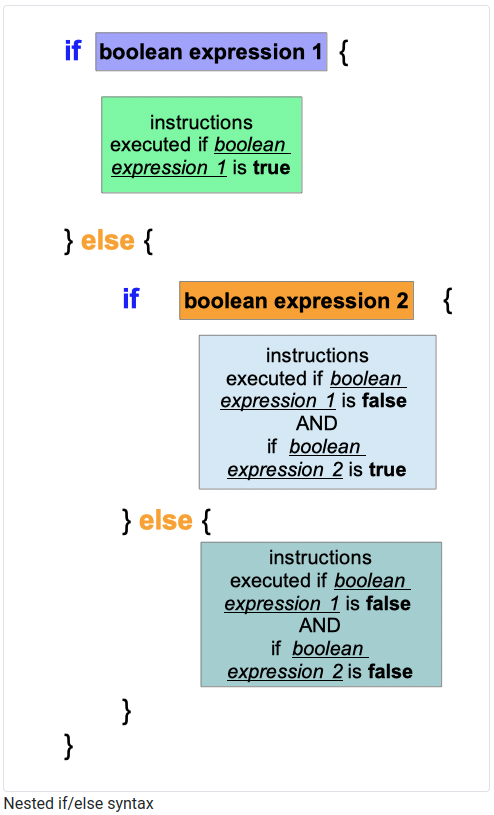 if boolean expression 1 {
instructions
executed if boolean
expression 1 is true
} else {
if boolean expression 2 {
instructions
executed if boolean
expression 1 is false
AND
if boolean
expression 2 is true
} else {
instructions
executed if boolean
expression 1 is false
AND
if boolean
expression 2 is false
}
}
Nested if/else syntax